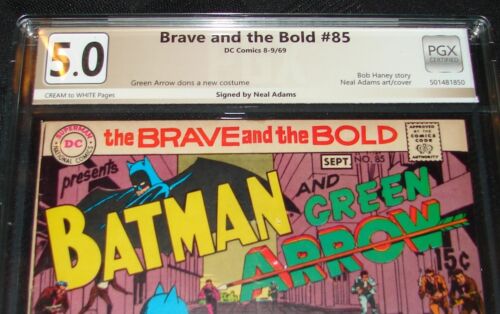 Brave and the Bold #85
DC Comics 8-9/69
5.0
Green Arrow dons a new costume
Bob Haney story
Neal Adams art/cover
CREAM to WHITE Pages
Signed by Neal Adams
PGX
CERTIFIED
5014B1850
SUPERMAN
DC
NATIONAL COMICS
the BRAVE and the BOLD
APPROVED
BY THE
COMICS
CODE
AUTHORITY
SEPT
NO. 85
presents
BATMAN
AND
GREEN
ARROW
15¢